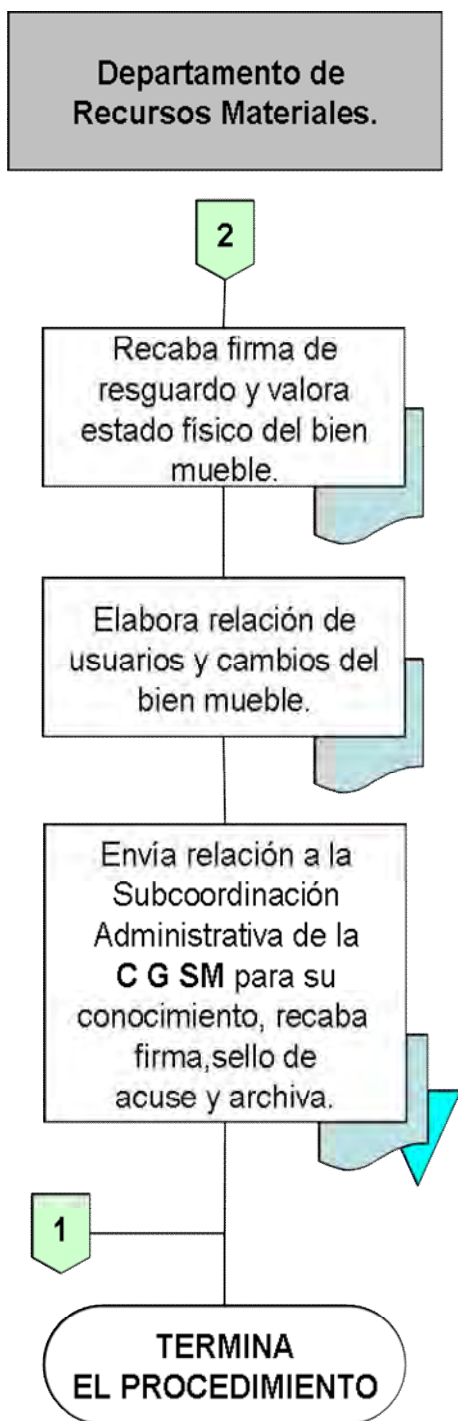 Departamento de
Recursos Materiales.
2
Recaba firma de
resguardo y valora
estado físico del bien
mueble.
Elabora relación de
usuarios y cambios del
bien mueble.
Envía relación a la
Subcoordinación
Administrativa de la
C G SM para su
conocimiento, recaba
firma,sello de
acuse y archiva.
1
TERMINA
EL PROCEDIMIENTO